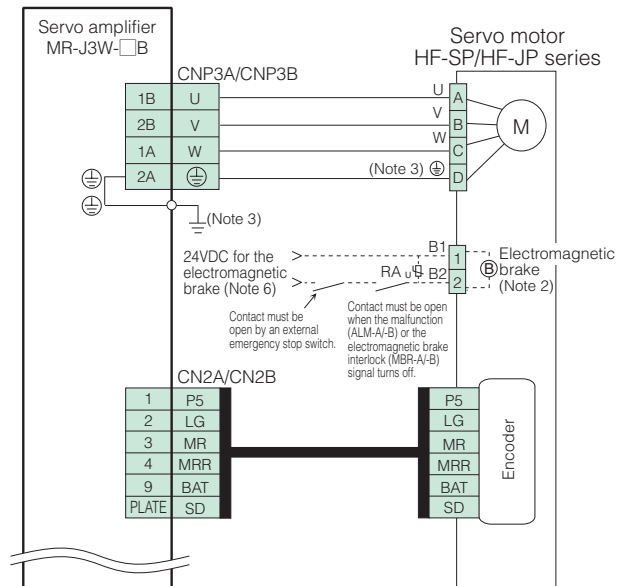 Servo amplifier
MR-J3W-□B
Servo motor
HF-SP/HF-JP series
CNP3A/CNP3B
1B U
2B V
1A W
2A
U
V
W
(Note 3)
A
B
C
D
M
(Note 3)
24VDC for the
electromagnetic
brake (Note 6)
RA
U
B1
B2
1
2
B
Electromagnetic
brake
(Note 2)
Contact must be
open by an external
emergency stop switch.
Contact must be open
when the malfunction
(ALM-A/-B) or the
electromagnetic brake
interlock (MBR-A/-B)
signal turns off.
CN2A/CN2B
1 P5
2 LG
3 MR
4 MRR
9 BAT
PLATE SD
P5
LG
MR
MRR
BAT
SD
Encoder